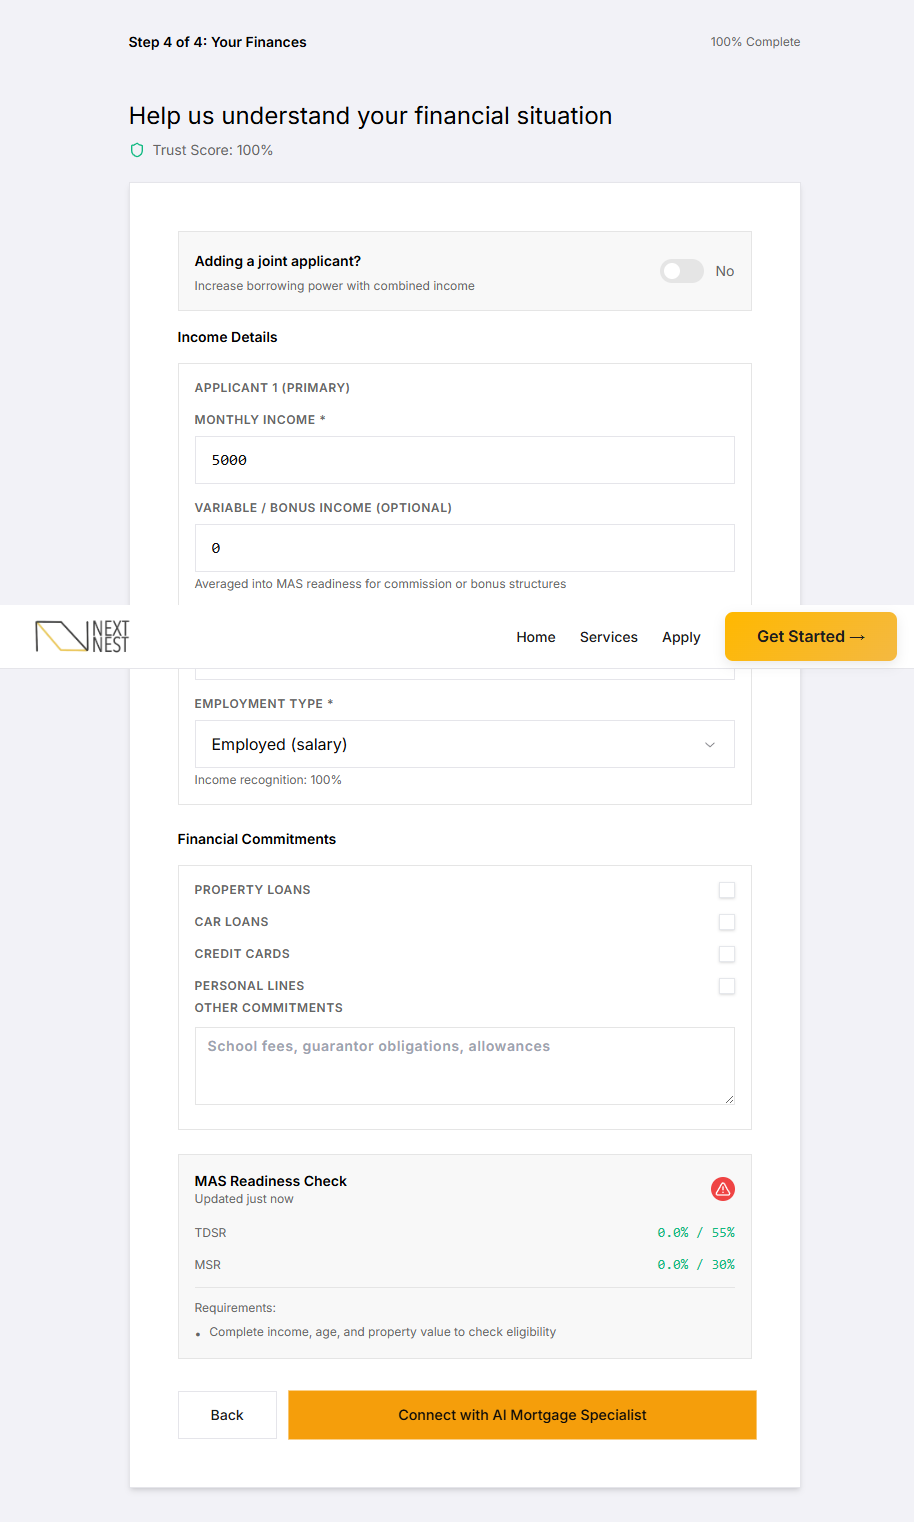 Step 4 of 4: Your Finances
100% Complete
Help us understand your financial situation
Trust Score: 100%
Adding a joint applicant?
Increase borrowing power with combined income
No
Income Details
APPLICANT 1 (PRIMARY)
MONTHLY INCOME *
5000
VARIABLE / BONUS INCOME (OPTIONAL)
0
Averaged into MAS readiness for commission or bonus structures
NEXT
NEST
Home
Services
Apply
Get Started →
EMPLOYMENT TYPE *
Employed (salary)
Income recognition: 100%
Financial Commitments
PROPERTY LOANS
CAR LOANS
CREDIT CARDS
PERSONAL LINES
OTHER COMMITMENTS
School fees, guarantor obligations, allowances
MAS Readiness Check
Updated just now
TDSR 0.0% / 55%
MSR 0.0% / 30%
Requirements:
• Complete income, age, and property value to check eligibility
Back
Connect with AI Mortgage Specialist